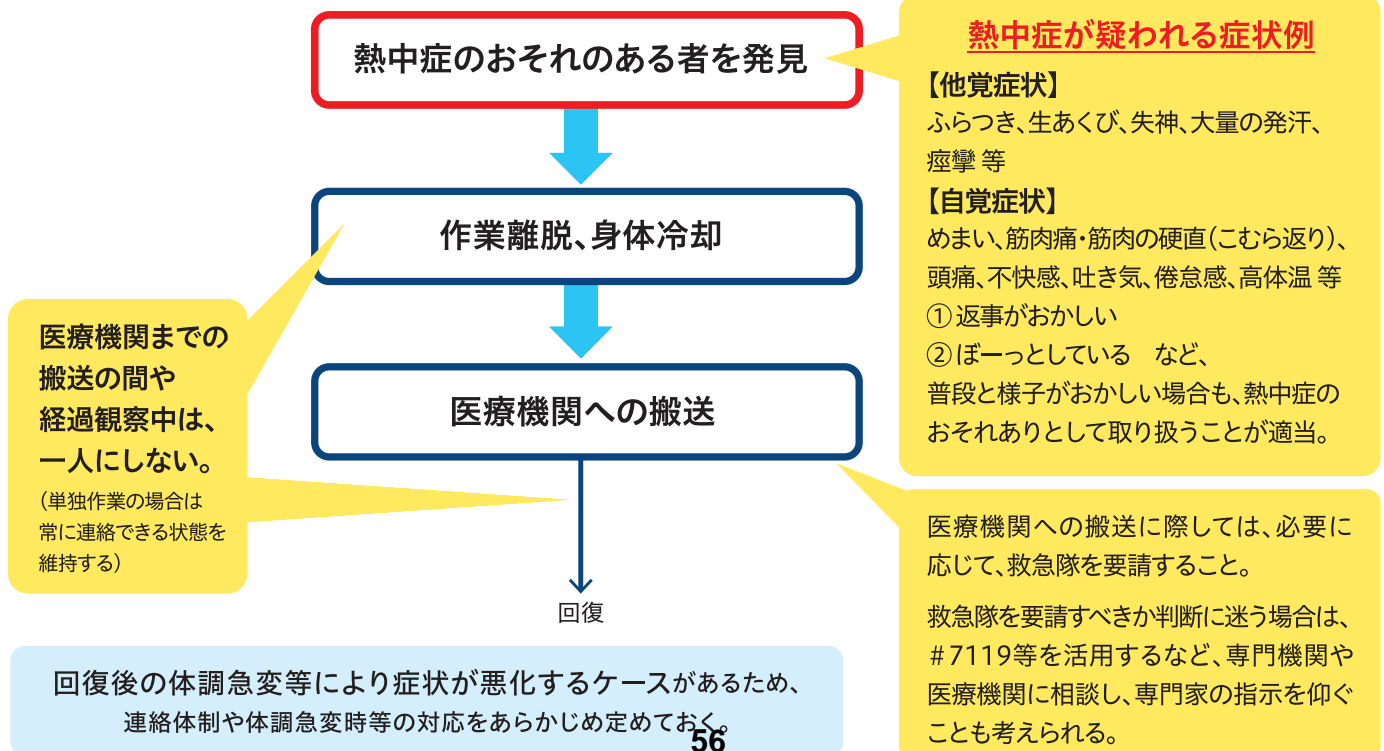 熱中症のおそれのある者を発見
熱中症が疑われる症状例
【他覚症状】
ふらつき、生あくび、失神、大量の発汗、
痙攣 等
【自覚症状】
めまい、筋肉痛・筋肉の硬直（こむら返り）、
頭痛、不快感、吐き気、倦怠感、高体温 等
①返事がおかしい
②ぼーっとしている　など、
普段と様子がおかしい場合も、熱中症の
おそれありとして取り扱うことが適当。
作業離脱、身体冷却
医療機関までの
搬送の間や
経過観察中は、
一人にしない。
（単独作業の場合は
常に連絡できる状態を
維持する）
医療機関への搬送
医療機関への搬送に際しては、必要に
応じて、救急隊を要請すること。
救急隊を要請すべきか判断に迷う場合は、
#7119等を活用するなど、専門機関や
医療機関に相談し、専門家の指示を仰ぐ
ことも考えられる。
回復
回復後の体調急変等により症状が悪化するケースがあるため、
連絡体制や体調急変時等の対応をあらかじめ定めておく。
56